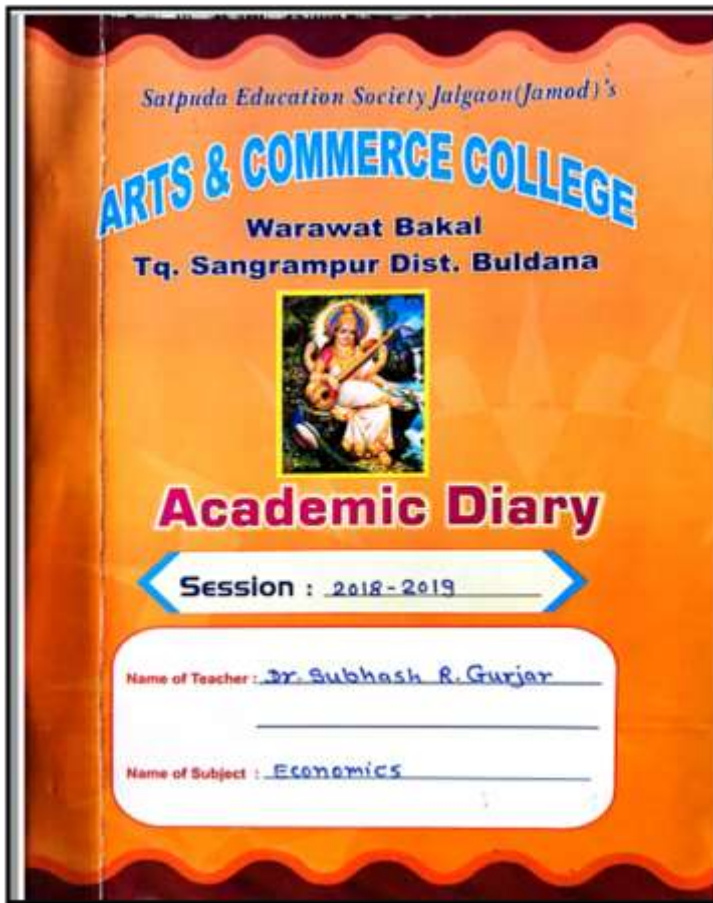 Satpuda Education Society Jalgaon(Jamod)'s
ARTS & COMMERCE COLLEGE
Warawat Bakal
Tq. Sangrampur Dist. Buldana
Academic Diary
Session : 2018-2019
Name of Teacher : Dr. Subhash R. Gurjar
Name of Subject : Economics